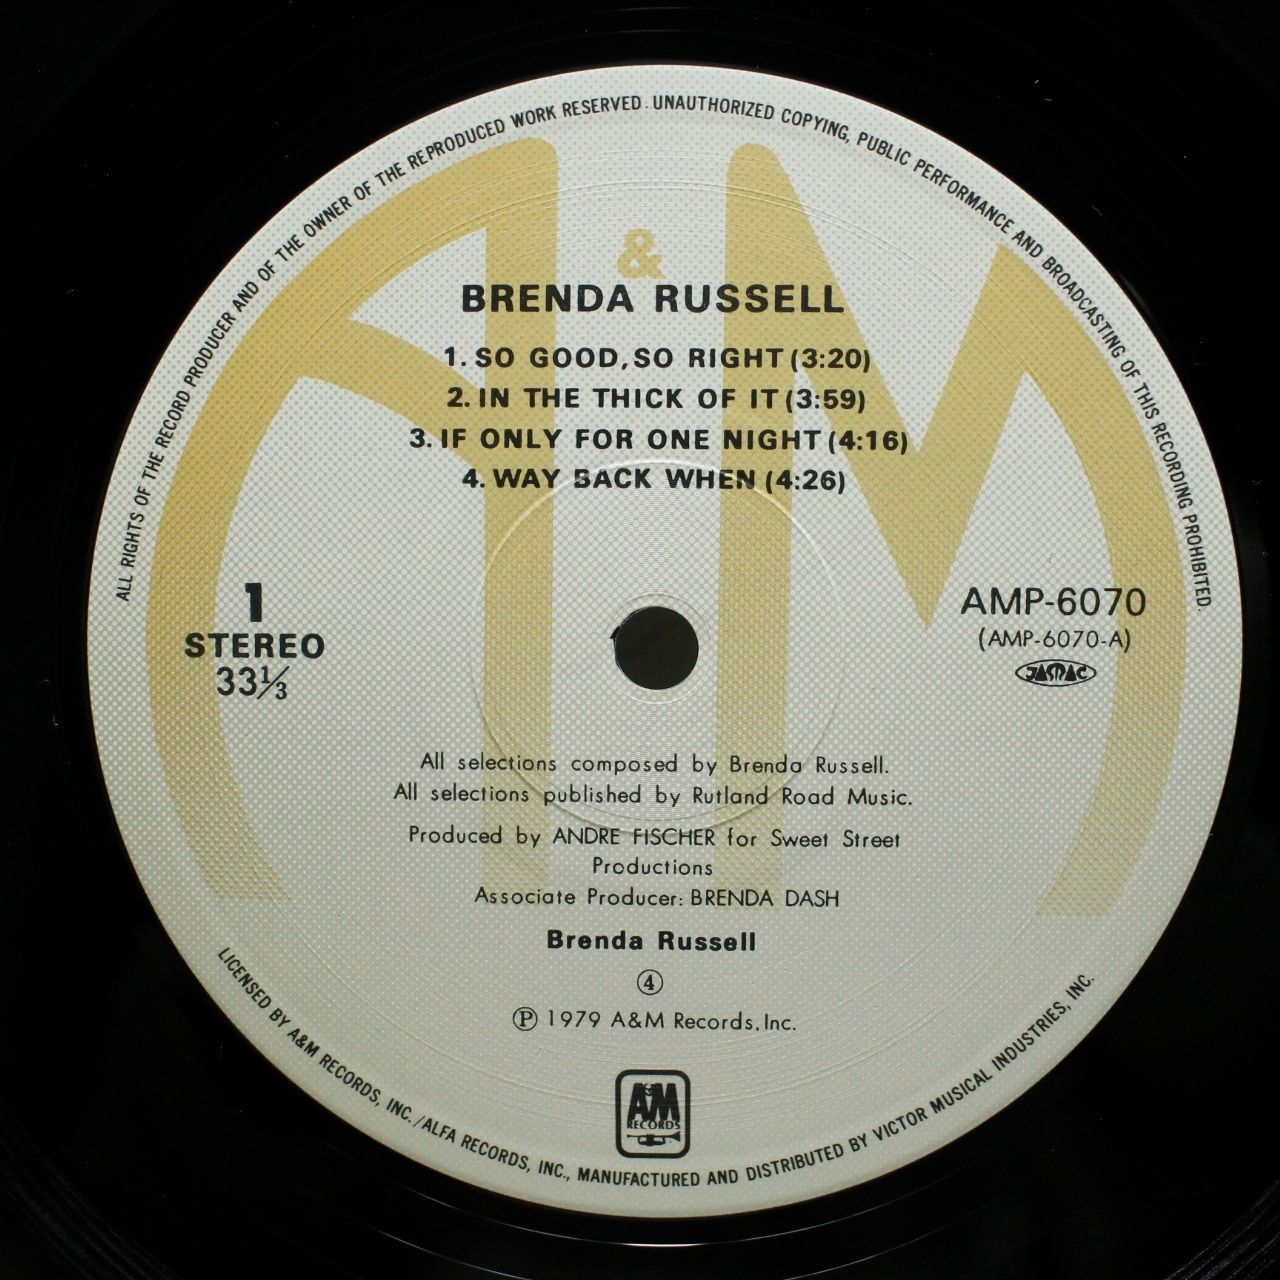 ALL RIGHTS OF THE RECORD PRODUCER AND OF THE OWNER OF THE REPRODUCED WORK RESERVED. UNAUTHORIZED COPYING, PUBLIC PERFORMANCE AND BROADCASTING OF THIS RECORDING PROHIBITED.
A&M
BRENDA RUSSELL
1. SO GOOD, SO RIGHT (3:20)
2. IN THE THICK OF IT (3:59)
3. IF ONLY FOR ONE NIGHT (4:16)
4. WAY BACK WHEN (4:26)
1
STEREO
33⅓
AMP-6070
(AMP-6070-A)
JASRAC
All selections composed by Brenda Russell.
All selections published by Rutland Road Music.
Produced by ANDRE FISCHER for Sweet Street
Productions
Associate Producer: BRENDA DASH
Brenda Russell
④
℗ 1979 A&M Records, Inc.
A&M
RECORDS
LICENSED BY A&M RECORDS, INC. / ALFA RECORDS, INC., MANUFACTURED AND DISTRIBUTED BY VICTOR MUSICAL INDUSTRIES, INC.